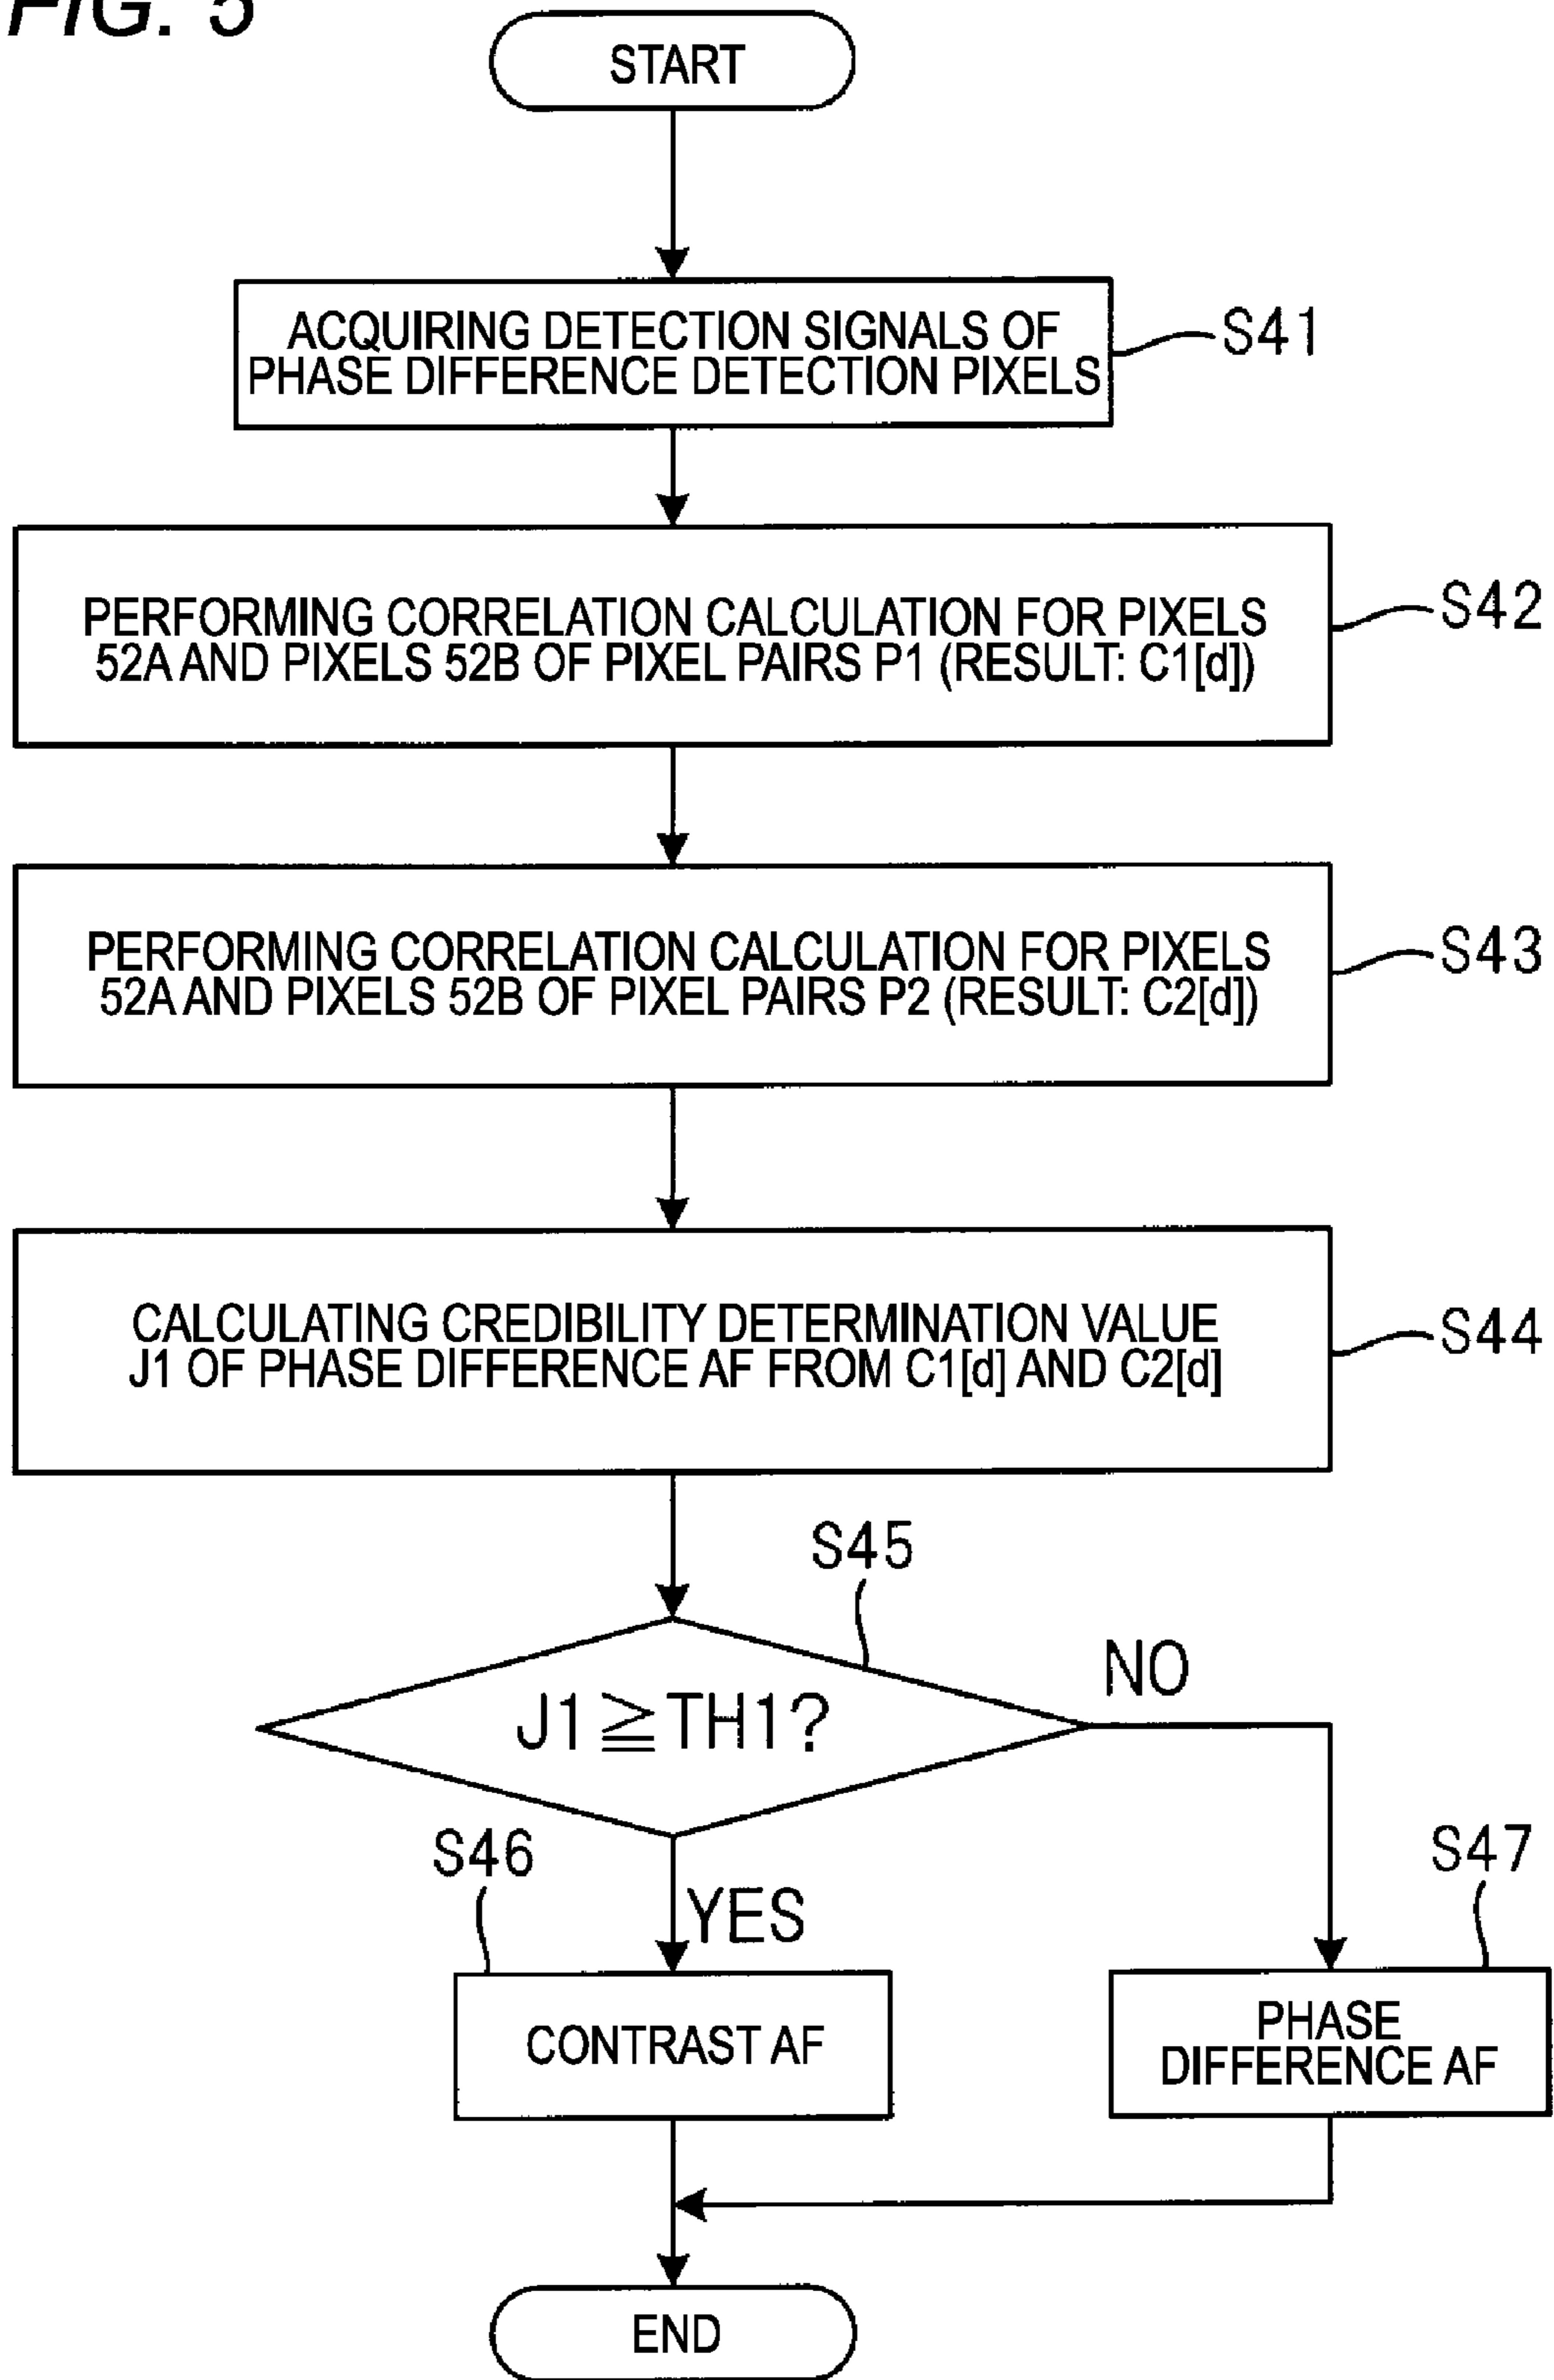 FIG. 5
START
ACQUIRING DETECTION SIGNALS OF
PHASE DIFFERENCE DETECTION PIXELS
S41
PERFORMING CORRELATION CALCULATION FOR PIXELS
52A AND PIXELS 52B OF PIXEL PAIRS P1 (RESULT: C1[d])
S42
PERFORMING CORRELATION CALCULATION FOR PIXELS
52A AND PIXELS 52B OF PIXEL PAIRS P2 (RESULT: C2[d])
S43
CALCULATING CREDIBILITY DETERMINATION VALUE
J1 OF PHASE DIFFERENCE AF FROM C1[d] AND C2[d]
S44
S45
J1≧TH1?
NO
S46
YES
S47
CONTRAST AF
PHASE
DIFFERENCE AF
END